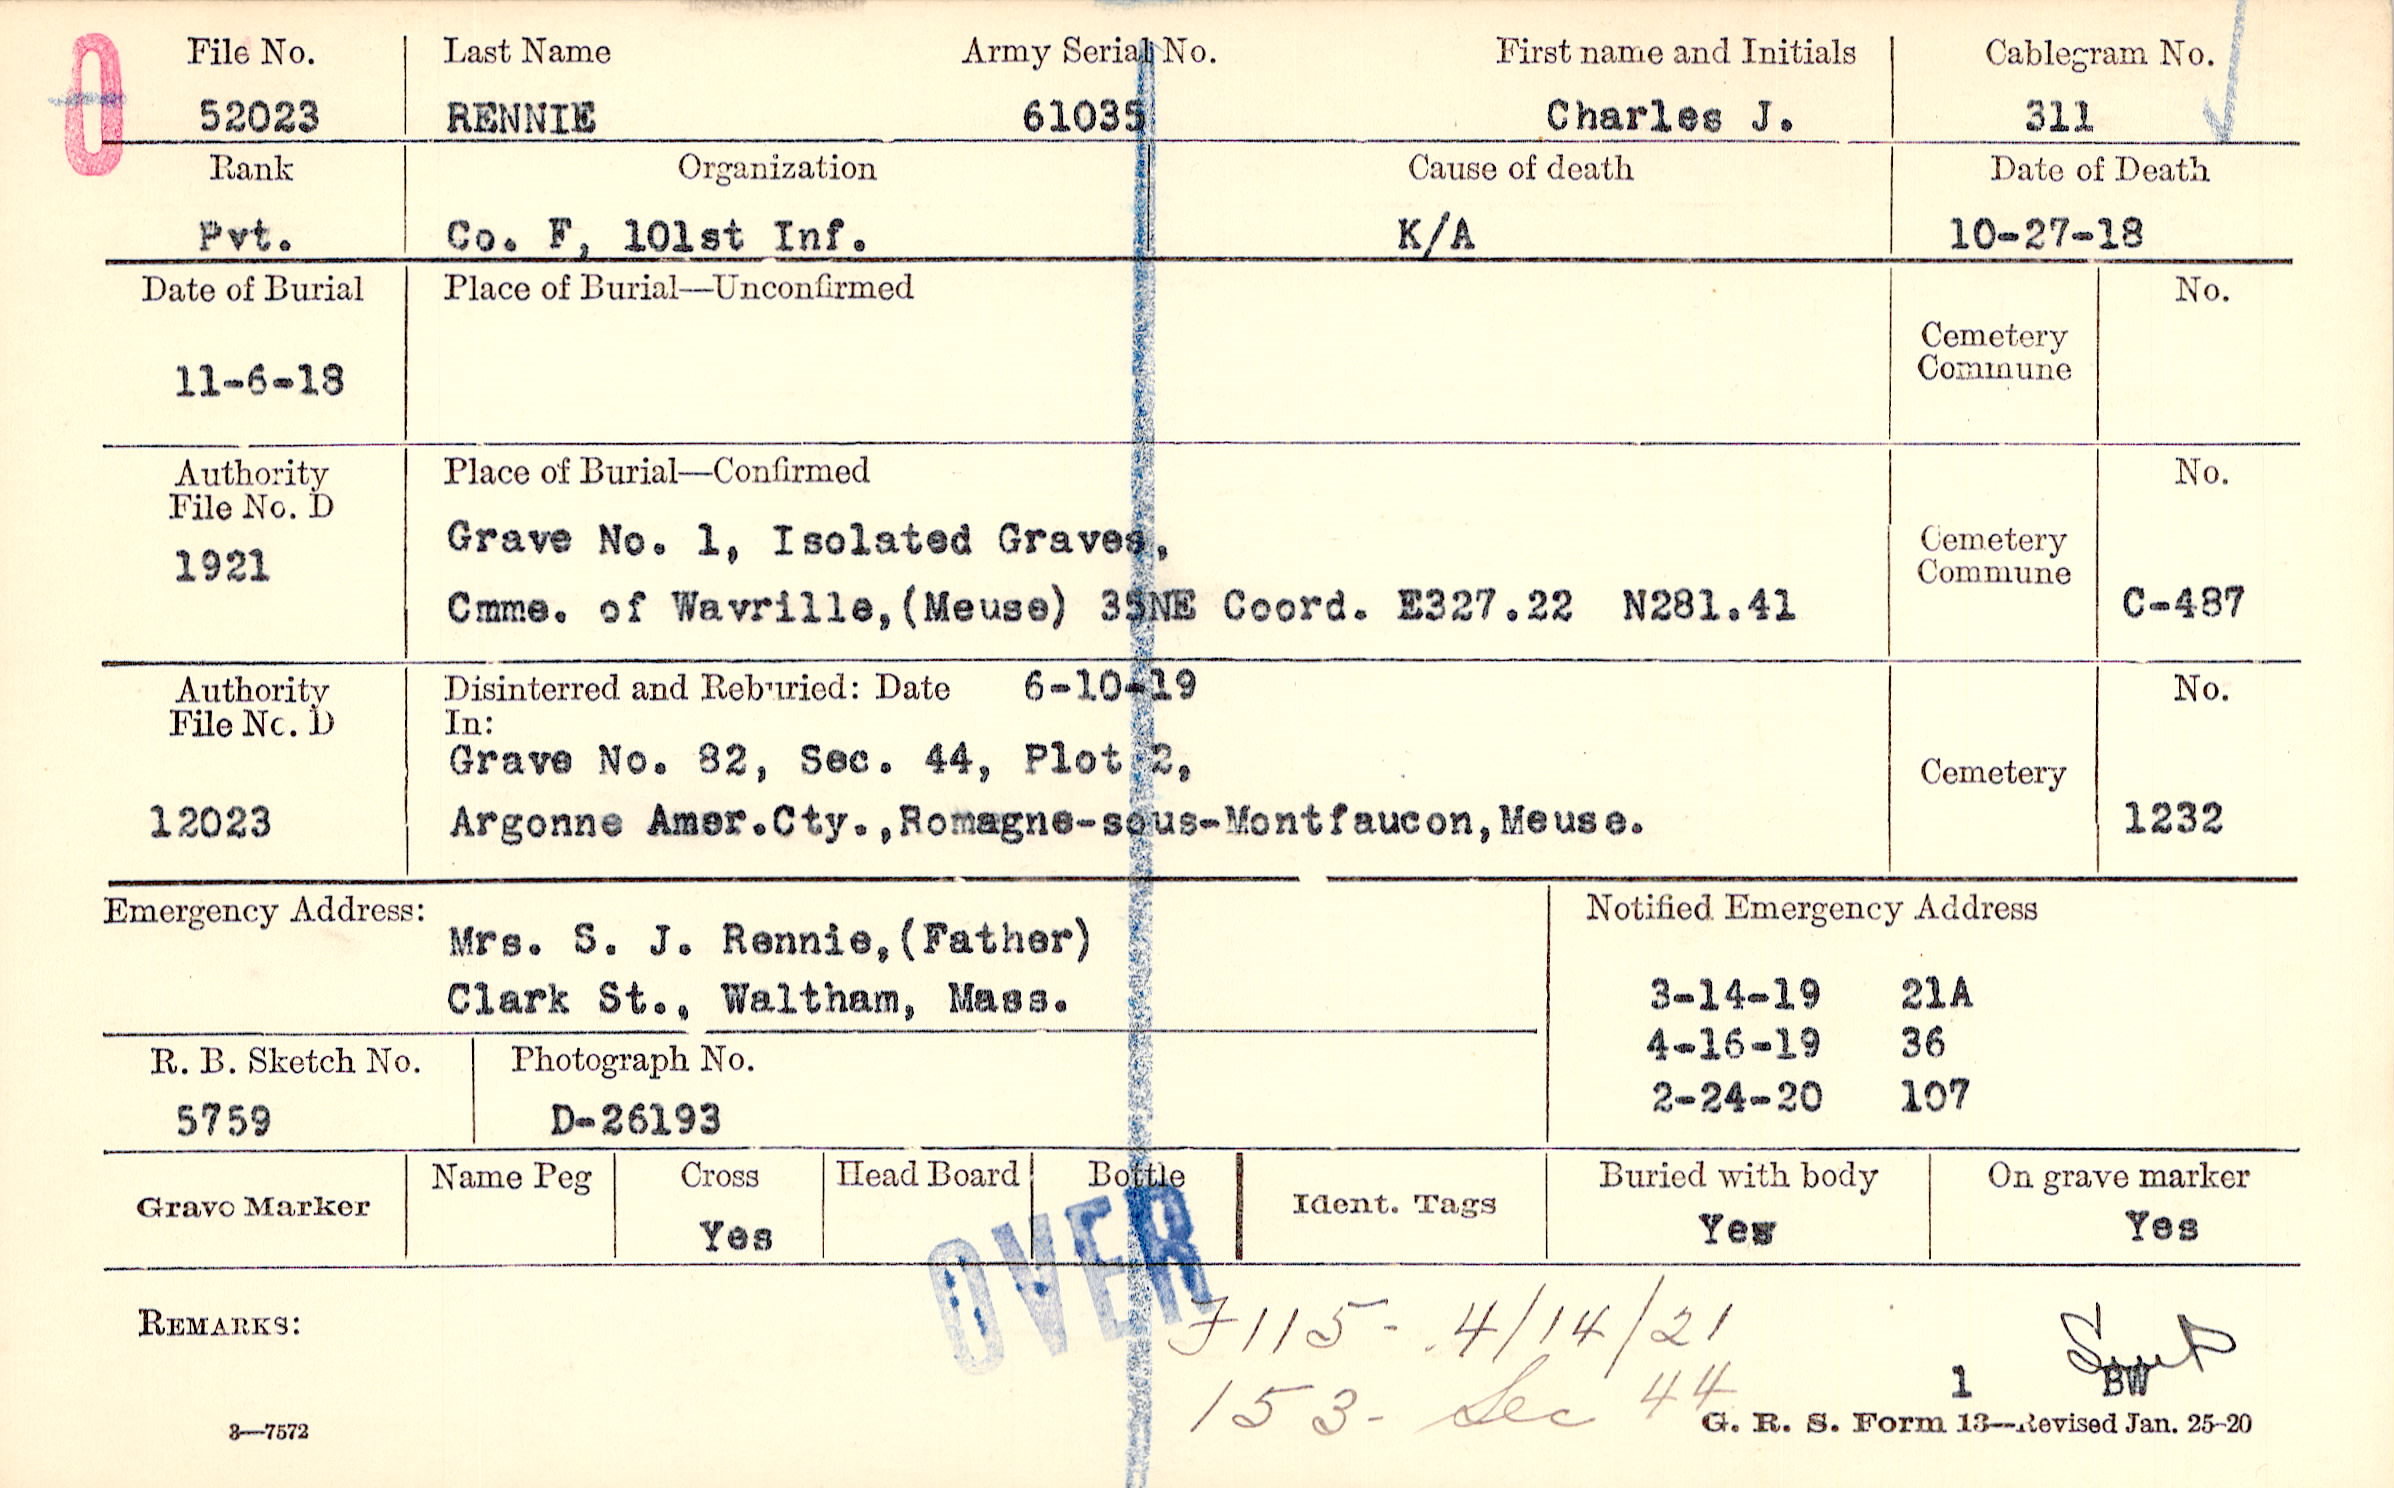 File No. Last Name Army Serial No. First name and Initials Cablegram No.
52023 RENNIE 61035 Charles J. 311
Rank Organization Cause of death Date of Death
Pvt. Co. F, 101st Inf. K/A 10-27-18
Date of Burial Place of Burial—Unconfirmed No.
Cemetery
Commune
11-6-18
Authority Place of Burial—Confirmed No.
File No. D
Grave No. 1, Isolated Graves, Cemetery
1921 Commune
Cmme. of Wavrille,(Meuse) 35NE Coord. E327.22 N281.41 C-487
Authority Disinterred and Reburied: Date 6-10-19 No.
File No. D In:
Grave No. 82, Sec. 44, Plot 2, Cemetery
12023 Argonne Amer.Cty.,Romagne-sous-Montfaucon,Meuse. 1232
Emergency Address: Notified Emergency Address
Mrs. S. J. Rennie,(Father)
Clark St., Waltham, Mass. 3-14-19 21A
4-16-19 36
R. B. Sketch No. Photograph No. 2-24-20 107
5759 D-26193
Grave Marker Name Peg Cross Head Board Bottle Ident. Tags Buried with body On grave marker
Yes Yes Yes
OVER
REMARKS: F115- 4/14/21
153- Sec 44
1 BW
3—7572 G. R. S. Form 13—Revised Jan. 25-20